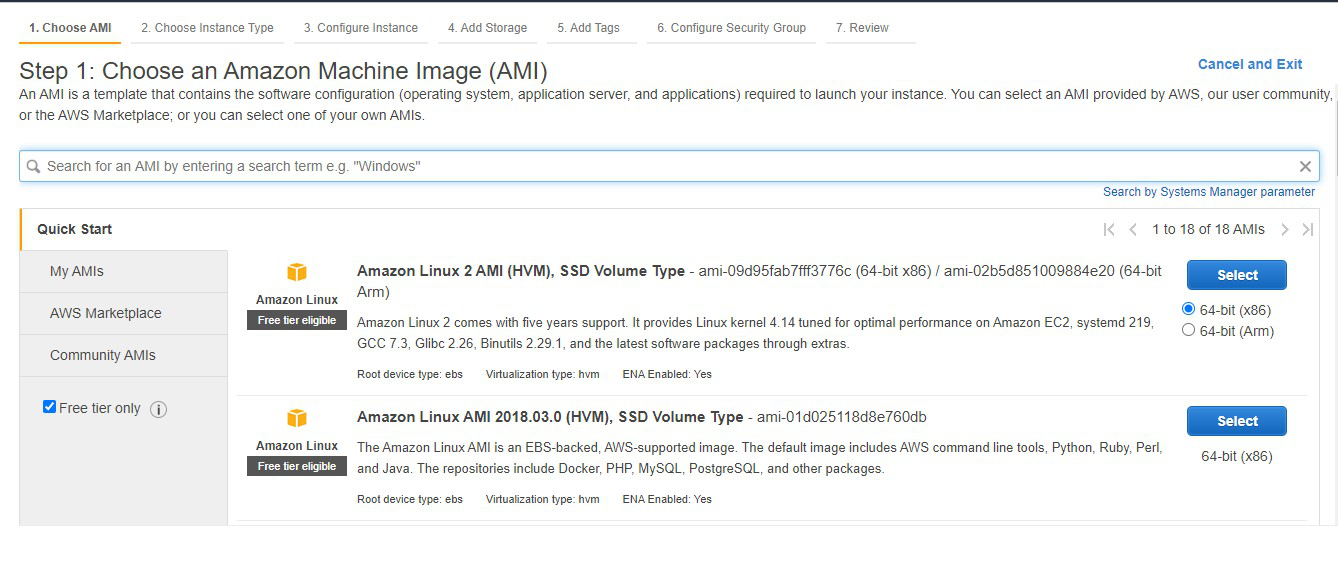 1. Choose AMI 2. Choose Instance Type 3. Configure Instance 4. Add Storage 5. Add Tags 6. Configure Security Group 7. Review
Step 1: Choose an Amazon Machine Image (AMI)
Cancel and Exit
An AMI is a template that contains the software configuration (operating system, application server, and applications) required to launch your instance. You can select an AMI provided by AWS, our user community,
or the AWS Marketplace; or you can select one of your own AMIs.
Search for an AMI by entering a search term e.g. "Windows"
Search by Systems Manager parameter
Quick Start
1 to 18 of 18 AMIs
My AMIs
AWS Marketplace
Community AMIs
Free tier only
Amazon Linux
Free tier eligible
Amazon Linux 2 AMI (HVM), SSD Volume Type - ami-09d95fab7fff3776c (64-bit x86) / ami-02b5d851009884e20 (64-bit
Arm)
Amazon Linux 2 comes with five years support. It provides Linux kernel 4.14 tuned for optimal performance on Amazon EC2, systemd 219,
GCC 7.3, Glibc 2.26, Binutils 2.29.1, and the latest software packages through extras.
Root device type: ebs Virtualization type: hvm ENA Enabled: Yes
Select
64-bit (x86)
64-bit (Arm)
Amazon Linux
Free tier eligible
Amazon Linux AMI 2018.03.0 (HVM), SSD Volume Type - ami-01d025118d8e760db
The Amazon Linux AMI is an EBS-backed, AWS-supported image. The default image includes AWS command line tools, Python, Ruby, Perl,
and Java. The repositories include Docker, PHP, MySQL, PostgreSQL, and other packages.
Root device type: ebs Virtualization type: hvm ENA Enabled: Yes
Select
64-bit (x86)